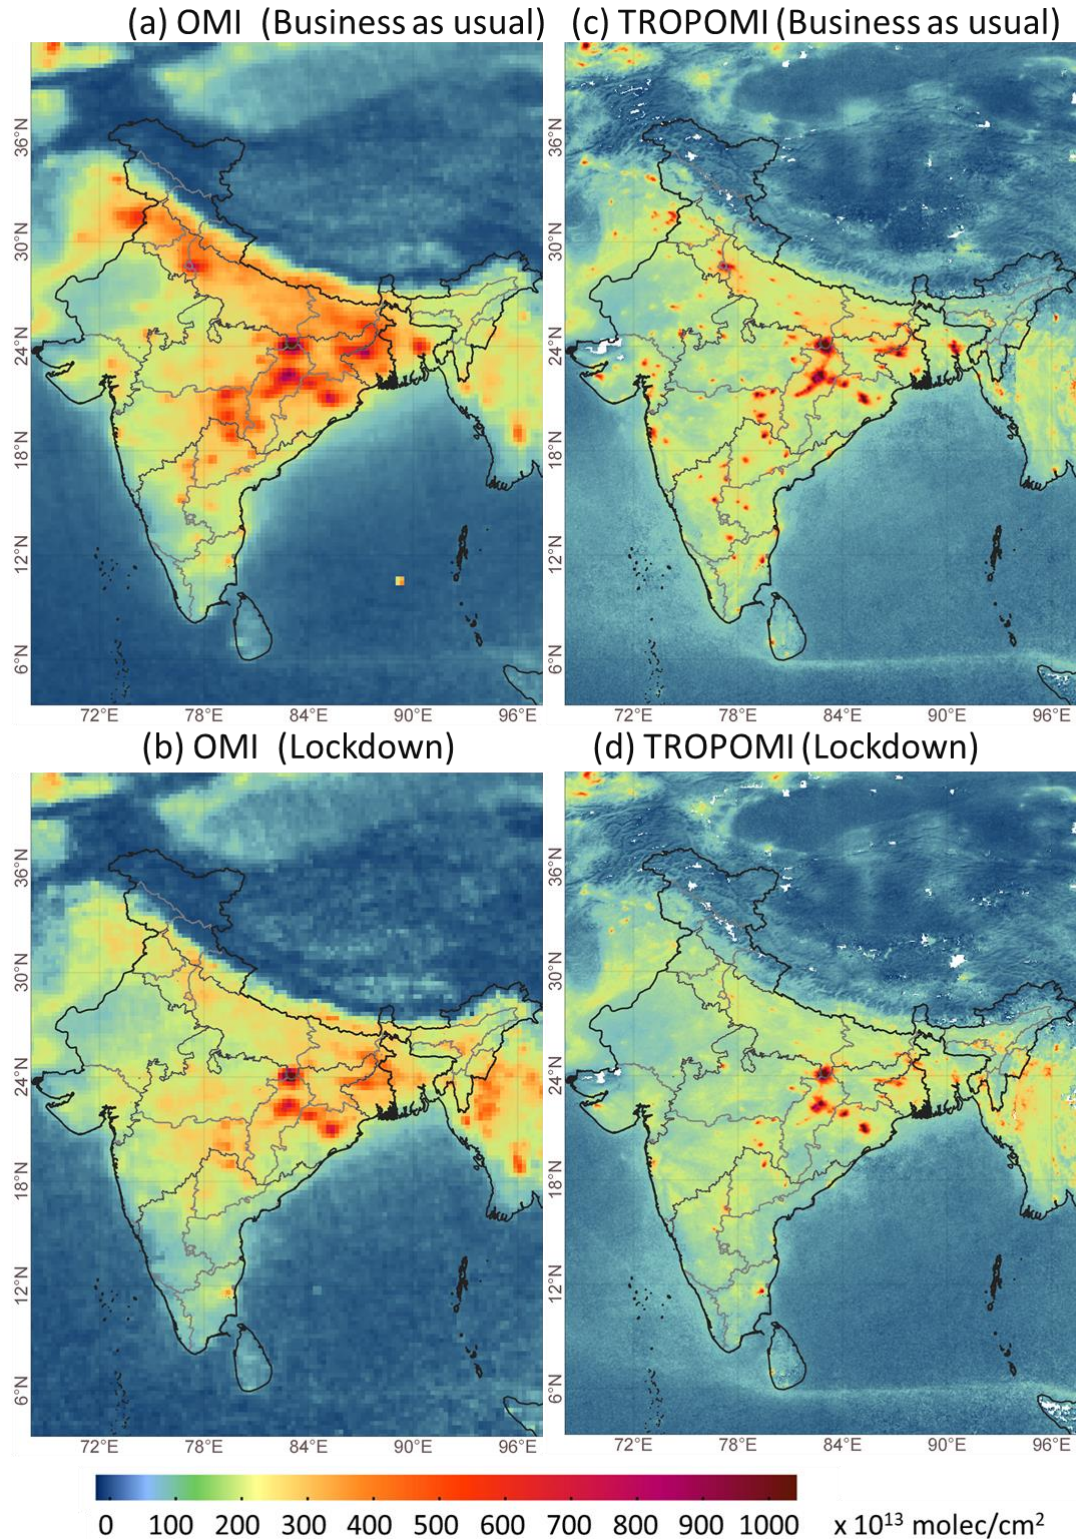 (a) OMI (Business as usual)
(c) TROPOMI (Business as usual)
36°N
30°N
24°N
18°N
12°N
6°N
72°E 78°E 84°E 90°E 96°E
36°N
30°N
24°N
18°N
12°N
6°N
72°E 78°E 84°E 90°E 96°E
(b) OMI (Lockdown)
(d) TROPOMI (Lockdown)
36°N
30°N
24°N
18°N
12°N
6°N
72°E 78°E 84°E 90°E 96°E
36°N
30°N
24°N
18°N
12°N
6°N
72°E 78°E 84°E 90°E 96°E
0 100 200 300 400 500 600 700 800 900 1000 x 10¹³ molec/cm²